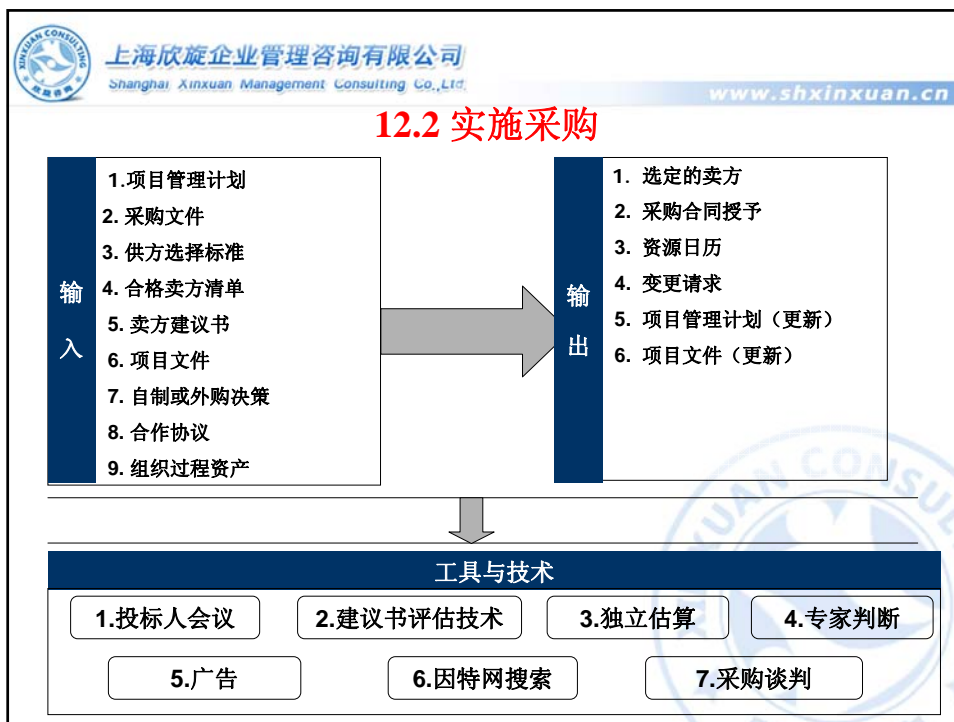 XINXUAN CONSULTING
欣旋咨询
上海欣旋企业管理咨询有限公司
Shanghai Xinxuan Management Consulting Co.,Ltd.
www.shxinxuan.cn
12.2 实施采购
输入
1.项目管理计划
2. 采购文件
3. 供方选择标准
4. 合格卖方清单
5. 卖方建议书
6. 项目文件
7. 自制或外购决策
8. 合作协议
9. 组织过程资产
输出
1. 选定的卖方
2. 采购合同授予
3. 资源日历
4. 变更请求
5. 项目管理计划（更新）
6. 项目文件（更新）
工具与技术
1.投标人会议
2.建议书评估技术
3.独立估算
4.专家判断
5.广告
6.因特网搜索
7.采购谈判
XINXUAN CONSULTING